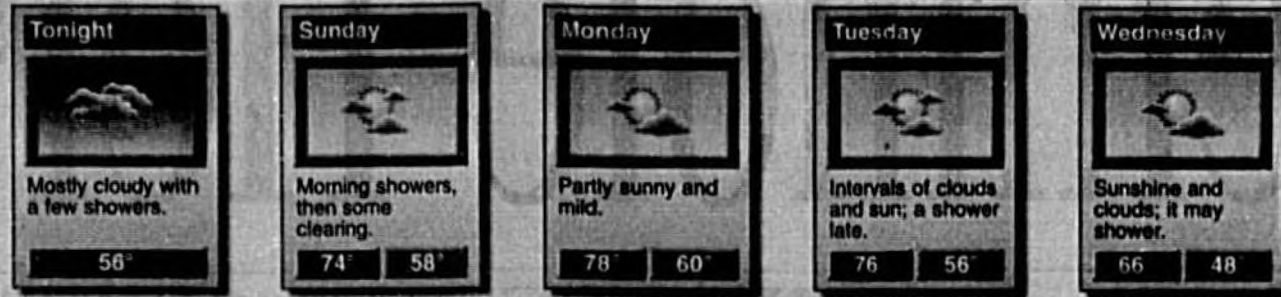 Tonight
Mostly cloudy with
a few showers.
56°
Sunday
Morning showers,
then some
clearing.
74° 58°
Monday
Partly sunny and
mild.
78° 60°
Tuesday
Intervals of clouds
and sun; a shower
late.
76 56°
Wednesday
Sunshine and
clouds; it may
shower.
66 48°